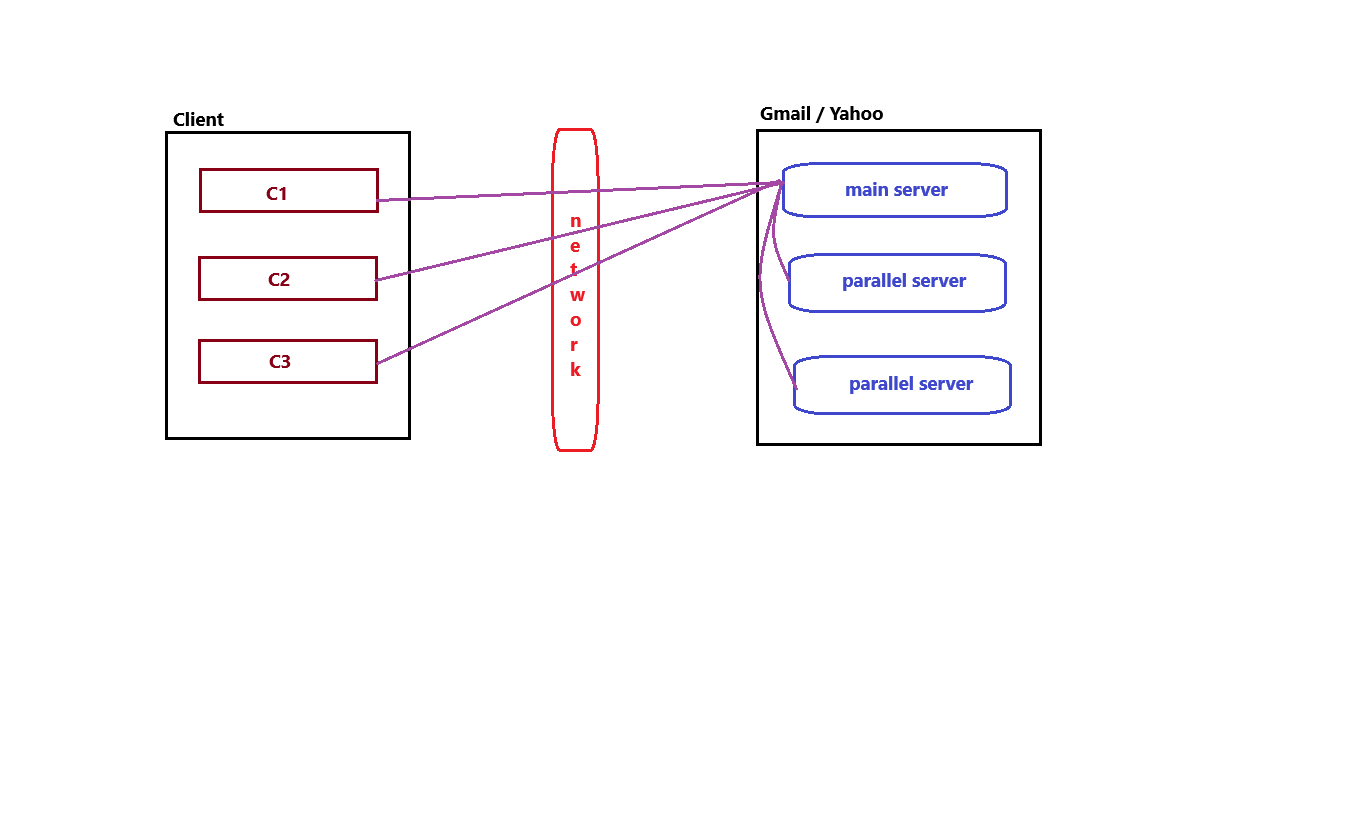 Client
C1
C2
C3
n
e
t
w
o
r
k
Gmail / Yahoo
main server
parallel server
parallel server